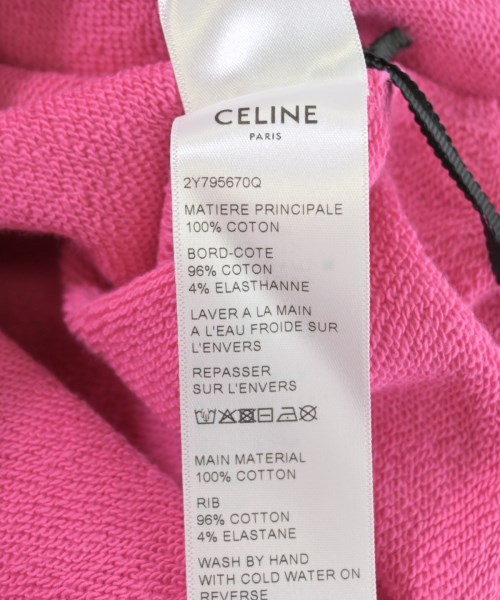 CELINE
PARIS
2Y795670Q
MATIERE PRINCIPALE
100% COTON
BORD-COTE
96% COTON
4% ELASTHANNE
LAVER A LA MAIN
A L'EAU FROIDE SUR
L'ENVERS
REPASSER
SUR L'ENVERS
MAIN MATERIAL
100% COTTON
RIB
96% COTTON
4% ELASTANE
WASH BY HAND
WITH COLD WATER ON
REVERSE